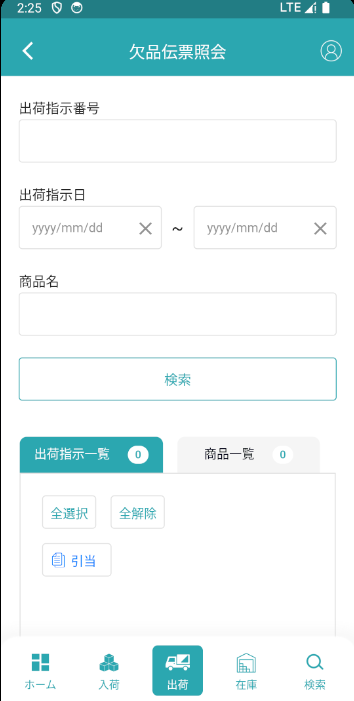 2:25 LTE
欠品伝票照会
出荷指示番号
出荷指示日
yyyy/mm/dd ～ yyyy/mm/dd
商品名
検索
出荷指示一覧 0 商品一覧 0
全選択 全解除
引当
ホーム 入荷 出荷 在庫 検索